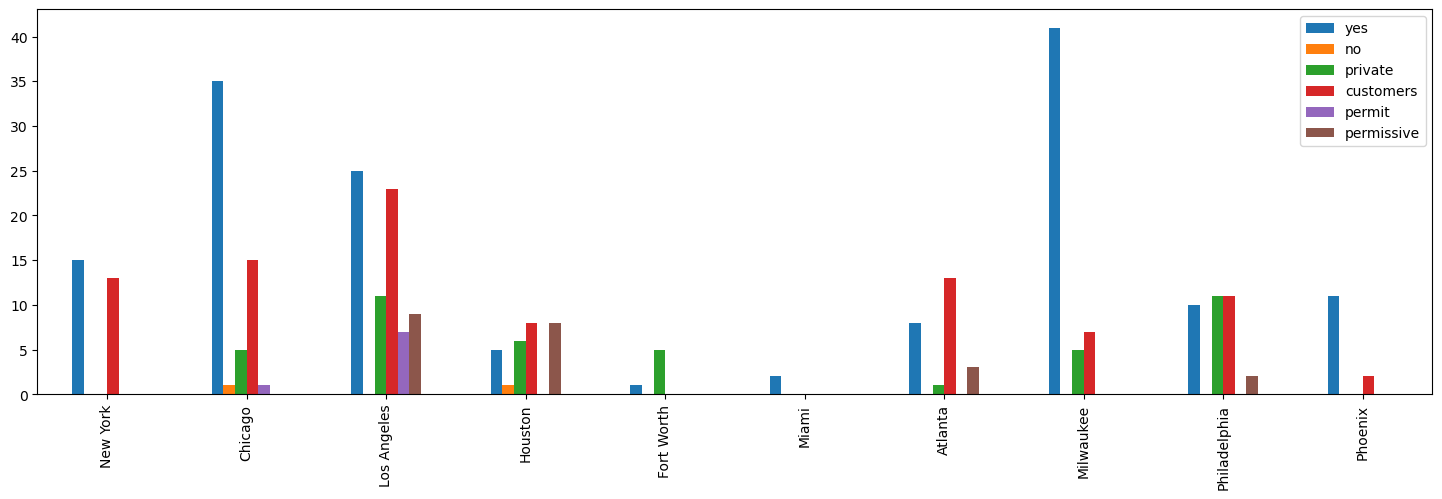 40
35
30
25
20
15
10
5
0
yes
no
private
customers
permit
permissive
New York
Chicago
Los Angeles
Houston
Fort Worth
Miami
Atlanta
Milwaukee
Philadelphia
Phoenix